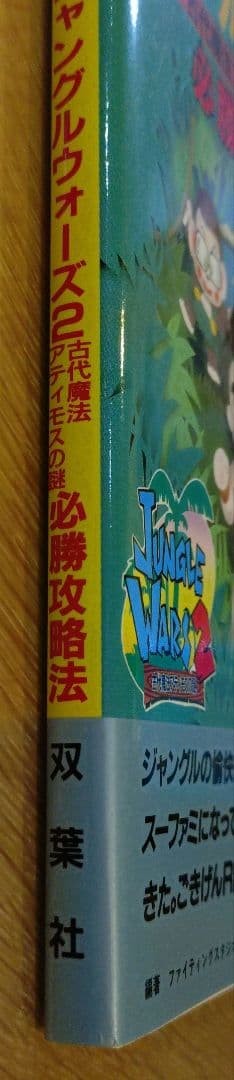 ャングルウォーズ2
古代魔法
アティモスの謎
必勝攻略法
双葉社
JUNGLE
WARS 2
ジャングルの愉快
スーファミになって
きた。ごきげんR
編著 ファイティングスタジオ